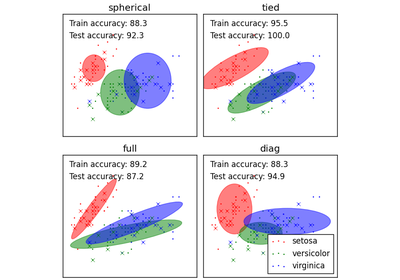 spherical
Train accuracy: 88.3
Test accuracy: 92.3
tied
Train accuracy: 95.5
Test accuracy: 100.0
full
Train accuracy: 89.2
Test accuracy: 87.2
diag
Train accuracy: 88.3
Test accuracy: 94.9
setosa
versicolor
virginica